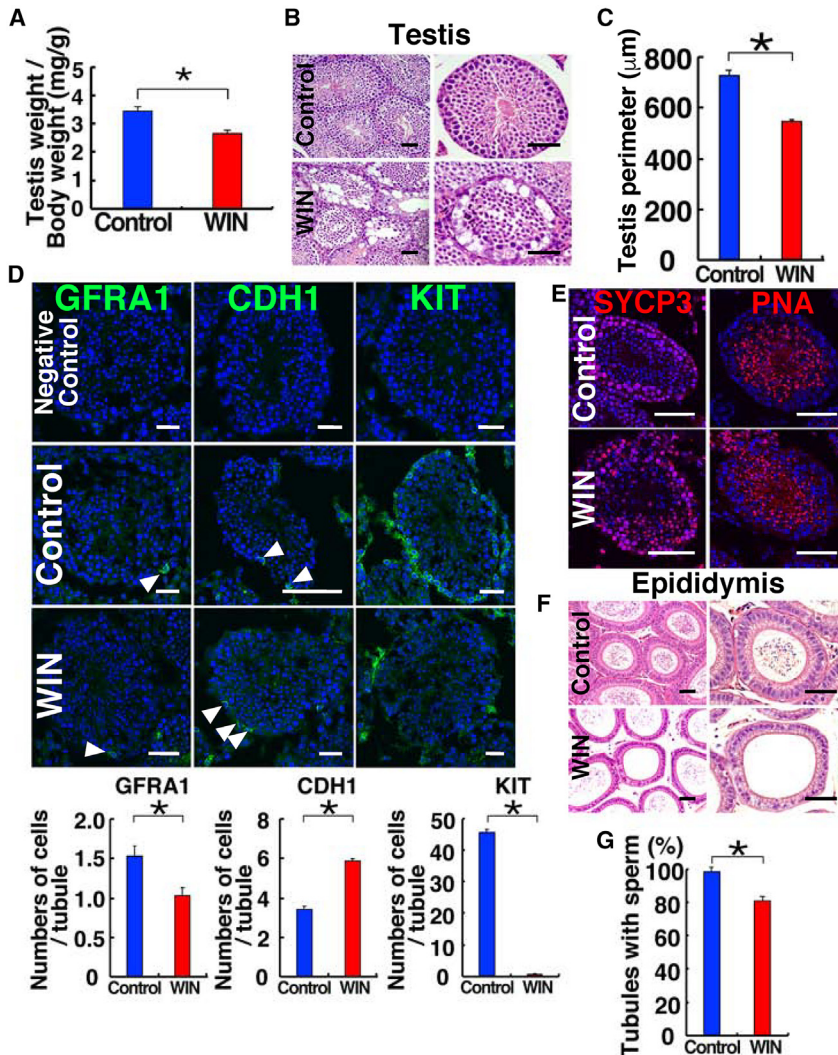 A
Testis weight /
Body weight (mg/g)
5
4
3
2
1
0
*
Control
WIN
B
Testis
Control
WIN
C
Testis perimeter (μm)
800
600
400
200
0
*
Control
WIN
D
GFRA1
CDH1
KIT
Negative
Control
Control
WIN
GFRA1
Numbers of cells
/ tubule
2.0
1.5
1.0
0.5
0
*
Control
WIN
CDH1
Numbers of cells
/ tubule
8
6
4
2
0
*
Control
WIN
KIT
Numbers of cells
/ tubule
50
40
30
20
10
0
*
Control
WIN
E
SYCP3
PNA
Control
WIN
Epididymis
F
Control
WIN
G
Tubules with sperm (%)
100
80
60
40
20
0
*
Control
WIN